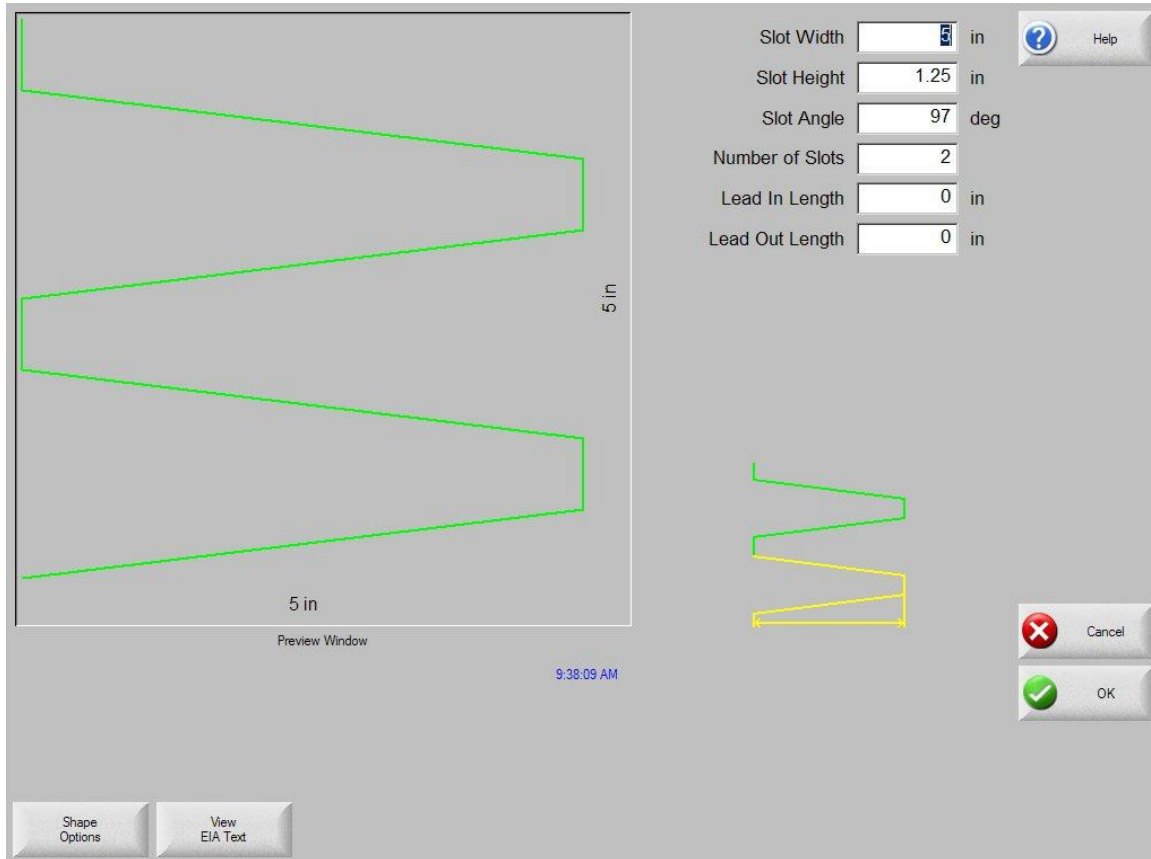 Slot Width 5 in
Help
Slot Height 1.25 in
Slot Angle 97 deg
Number of Slots 2
Lead In Length 0 in
Lead Out Length 0 in
5 in
5 in
Preview Window
9:38:09 AM
Cancel
OK
Shape
Options
View
EIA Text